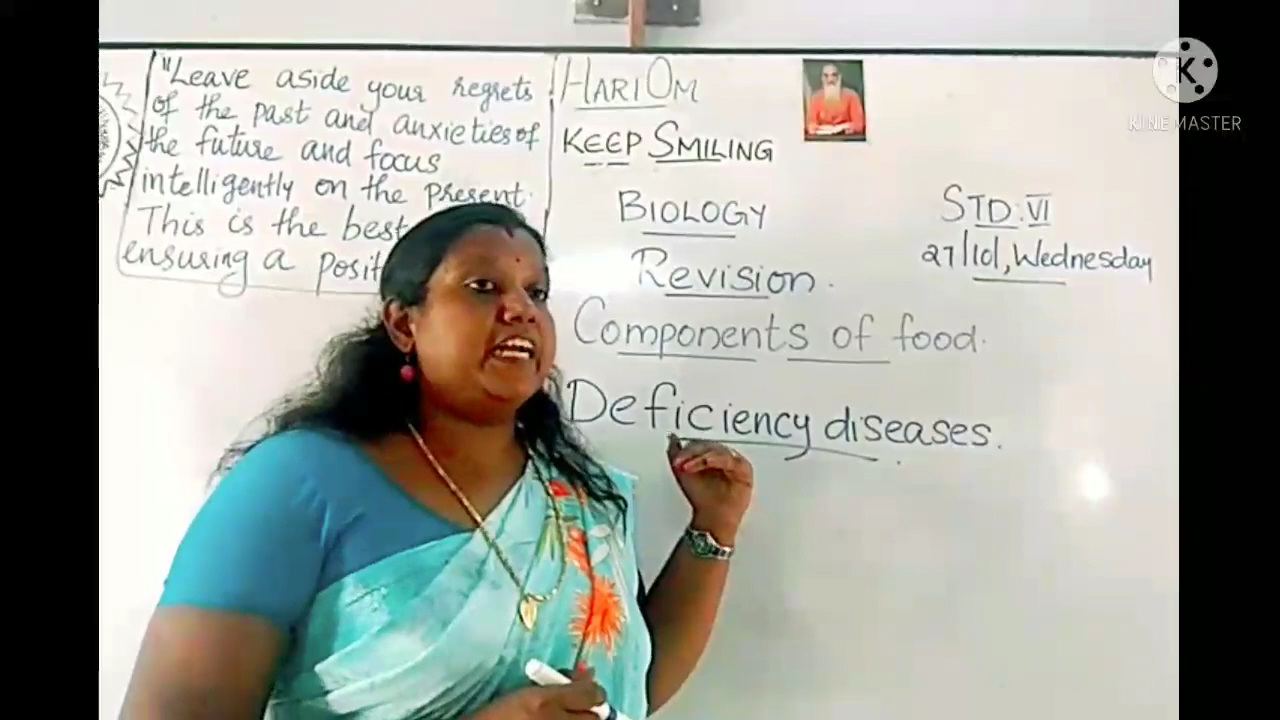 "Leave aside your regrets
of the past and anxieties of
the future and focus
intelligently on the present.
This is the best
ensuring a posit
HARI OM
KEEP SMILING
BIOLOGY
STD:VI
27/10/, Wednesday
Revision.
Components of food.
Deficiency diseases.
K
KINEMASTER